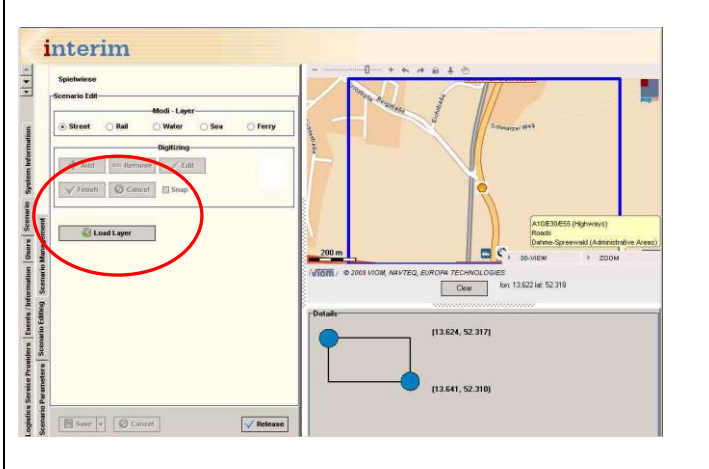 interim
Spielwiese
Scenario Edit
Modi - Layer
Street Rail Water Sea Ferry
Digitizing
Add Remove Edit
Finish Cancel Snap
Load Layer
Save Cancel Release
System Information
Scenario
Users
Events / Information
Logistics Service Providers
Scenario Management
Scenario Editing
Scenario Parameters
Bergstraße
Schwarzer Weg
A10/E30/E55 (Highways)
Roads
Dahme-Spreewald (Administrative Areas)
200 m
3D-VIEW ZOOM
viom © 2008 VIOM, NAVTEQ, EUROPA TECHNOLOGIES
Clear lon: 13.622 lat: 52.318
Details
(13.624, 52.317)
(13.641, 52.310)